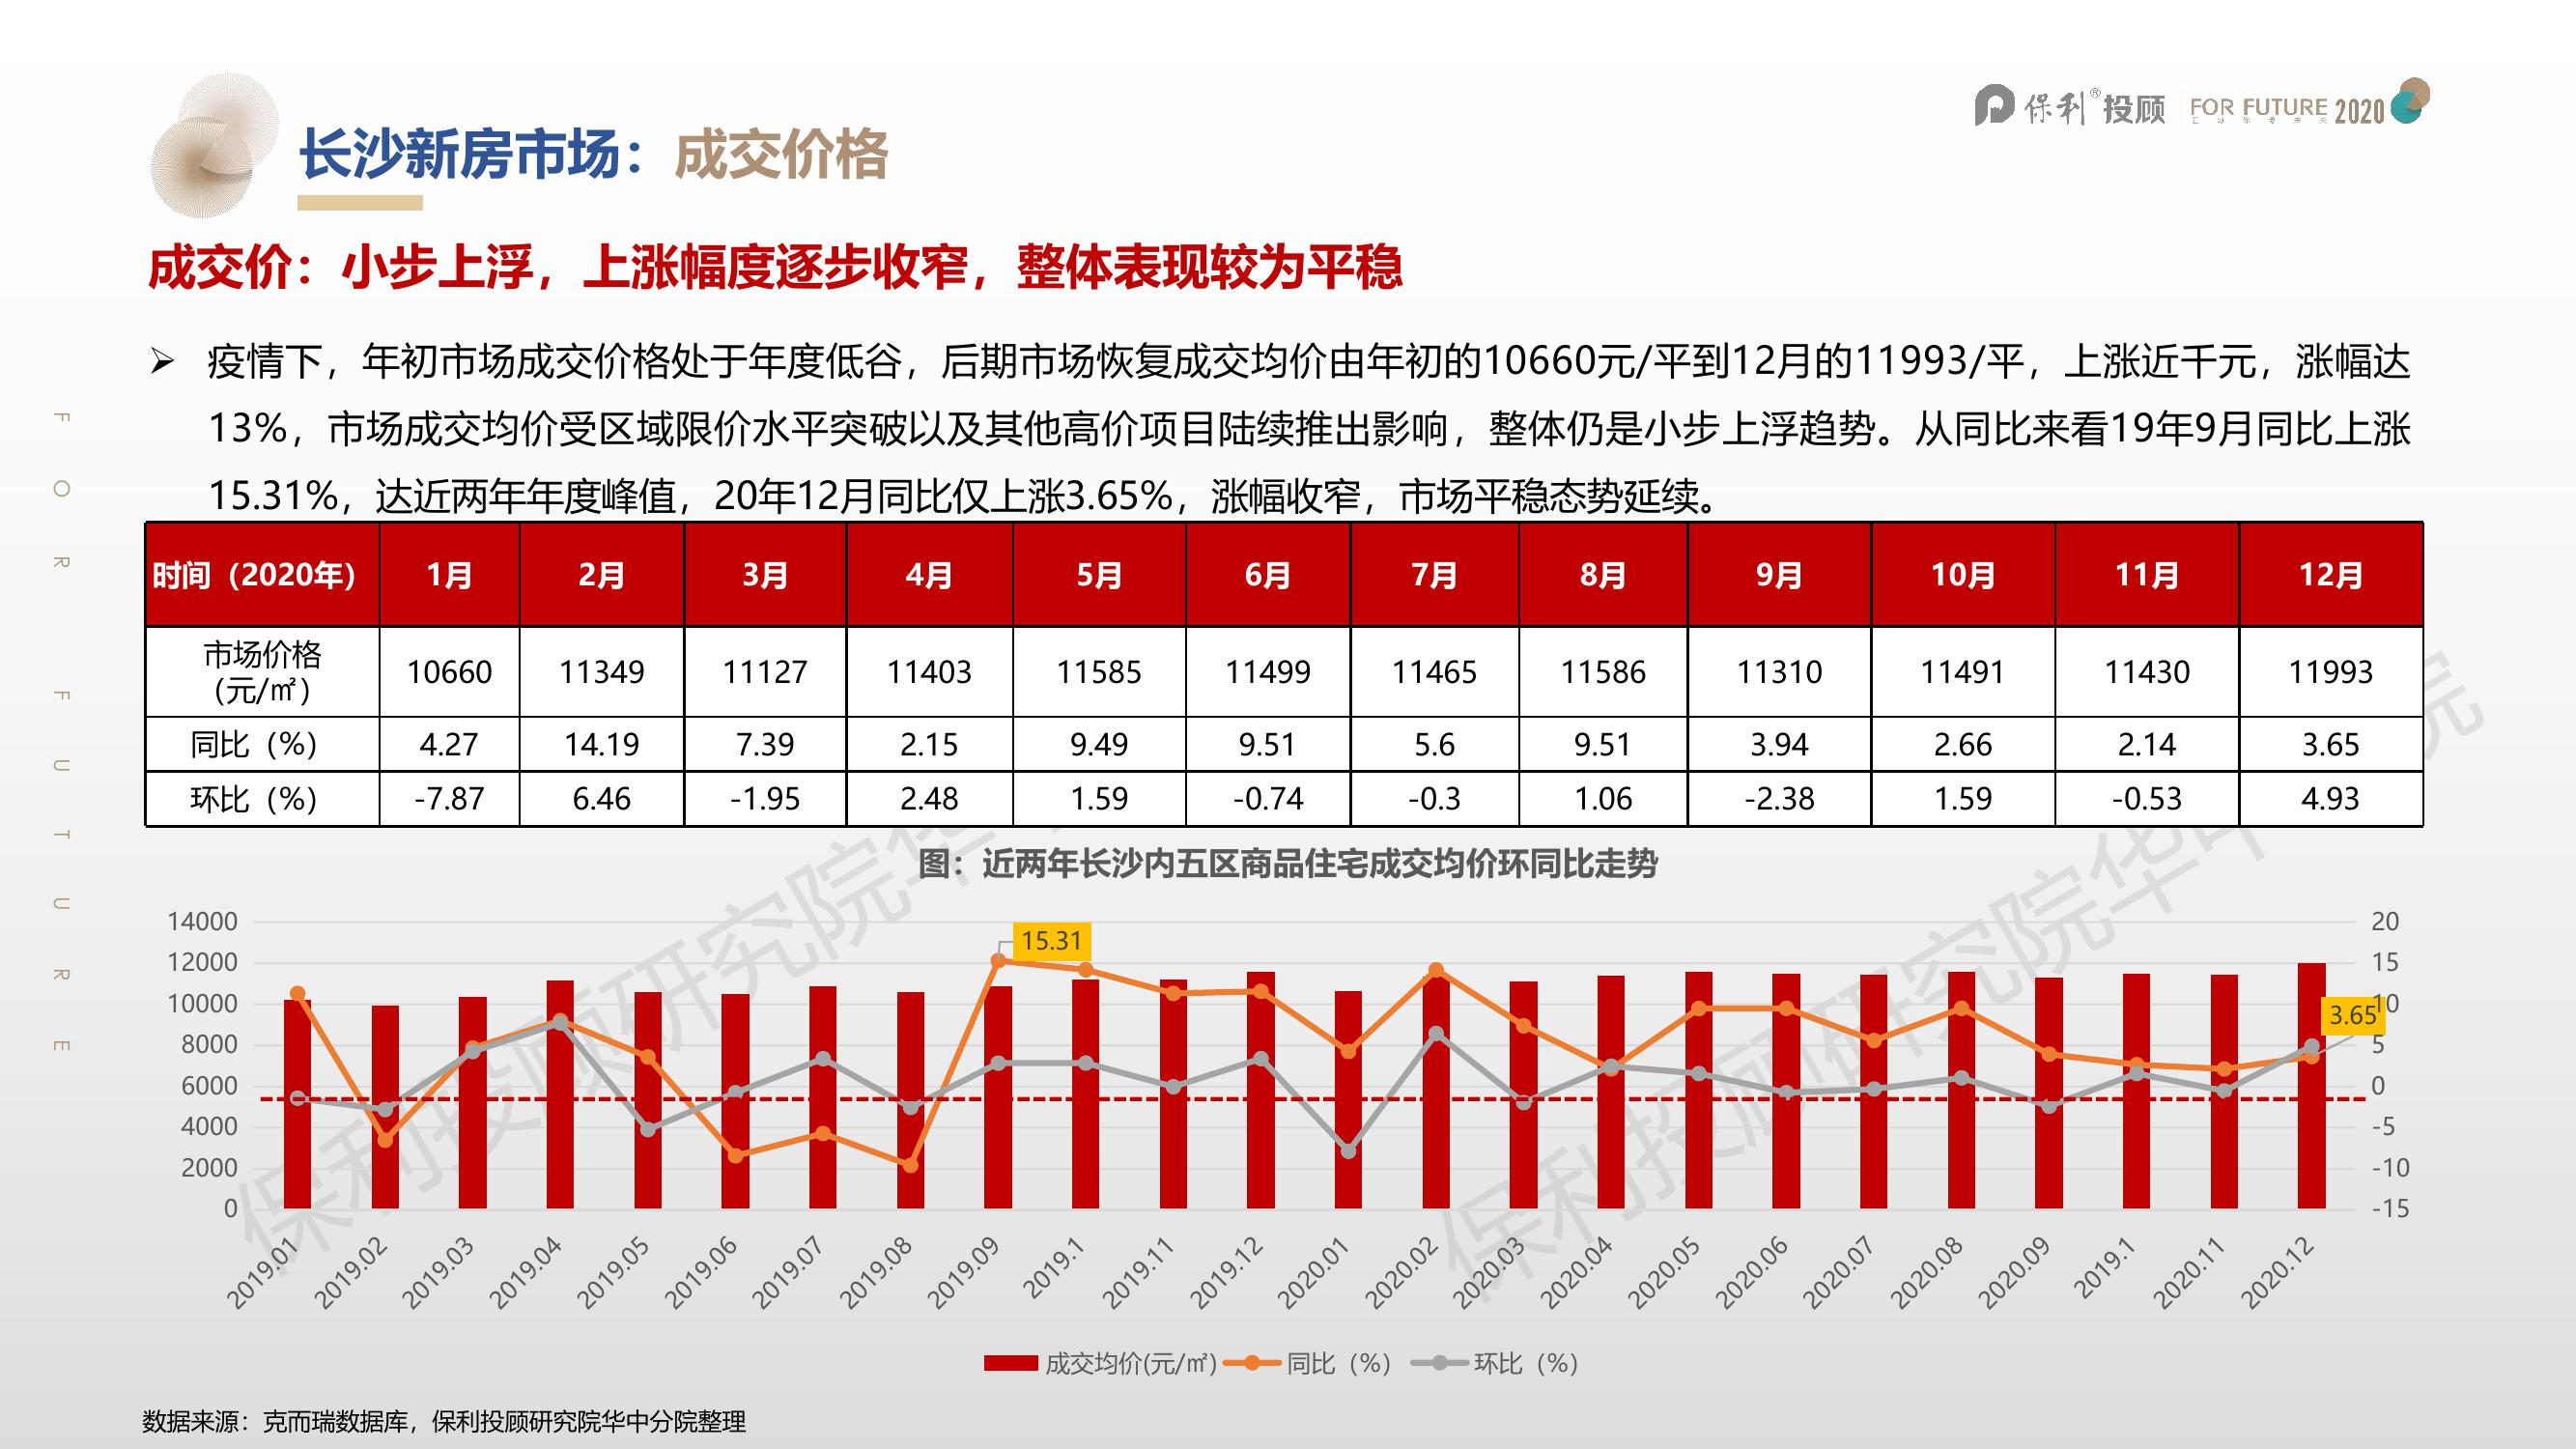 保利®投顾 FOR FUTURE 2020
长沙新房市场：成交价格
成交价：小步上浮，上涨幅度逐步收窄，整体表现较为平稳
➢ 疫情下，年初市场成交价格处于年度低谷，后期市场恢复成交均价由年初的10660元/平到12月的11993/平，上涨近千元，涨幅达
13%，市场成交均价受区域限价水平突破以及其他高价项目陆续推出影响，整体仍是小步上浮趋势。从同比来看19年9月同比上涨
15.31%，达近两年年度峰值，20年12月同比仅上涨3.65%，涨幅收窄，市场平稳态势延续。
FOR FUTURE
时间（2020年） 1月 2月 3月 4月 5月 6月 7月 8月 9月 10月 11月 12月
市场价格
（元/㎡） 10660 11349 11127 11403 11585 11499 11465 11586 11310 11491 11430 11993
同比（%） 4.27 14.19 7.39 2.15 9.49 9.51 5.6 9.51 3.94 2.66 2.14 3.65
环比（%） -7.87 6.46 -1.95 2.48 1.59 -0.74 -0.3 1.06 -2.38 1.59 -0.53 4.93
图：近两年长沙内五区商品住宅成交均价环同比走势
14000 20
12000 15
10000 10
8000 5
6000 0
4000 -5
2000 -10
0 -15
15.31
3.65
2019.01 2019.02 2019.03 2019.04 2019.05 2019.06 2019.07 2019.08 2019.09 2019.1 2019.11 2019.12 2020.01 2020.02 2020.03 2020.04 2020.05 2020.06 2020.07 2020.08 2020.09 2019.1 2020.11 2020.12
成交均价(元/㎡) 同比（%） 环比（%）
保利投顾研究院华
保利投顾研究院华中
院
数据来源：克而瑞数据库，保利投顾研究院华中分院整理